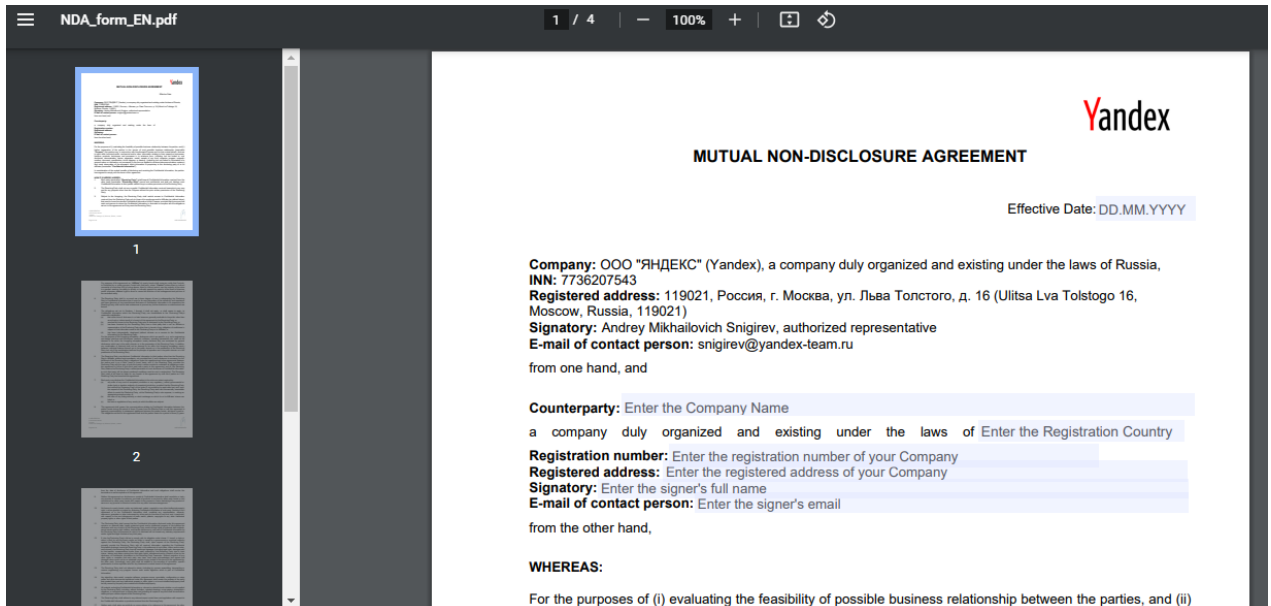 NDA_form_EN.pdf
1 / 4
100%
Yandex
MUTUAL NON-DISCLOSURE AGREEMENT
Effective Date: DD.MM.YYYY
Company: ООО "ЯНДЕКС" (Yandex), a company duly organized and existing under the laws of Russia,
INN: 7736207543
Registered address: 119021, Россия, г. Москва, ул. Льва Толстого, д. 16 (Ulitsa Lva Tolstogo 16,
Moscow, Russia, 119021)
Signatory: Andrey Mikhailovich Snigirev, authorized representative
E-mail of contact person: snigirev@yandex-team.ru
from one hand, and
Counterparty: Enter the Company Name
a company duly organized and existing under the laws of Enter the Registration Country
Registration number: Enter the registration number of your Company
Registered address: Enter the registered address of your Company
Signatory: Enter the signer's full name
E-mail of contact person: Enter the signer's email
from the other hand,
WHEREAS:
For the purposes of (i) evaluating the feasibility of possible business relationship between the parties, and (ii)
1
2